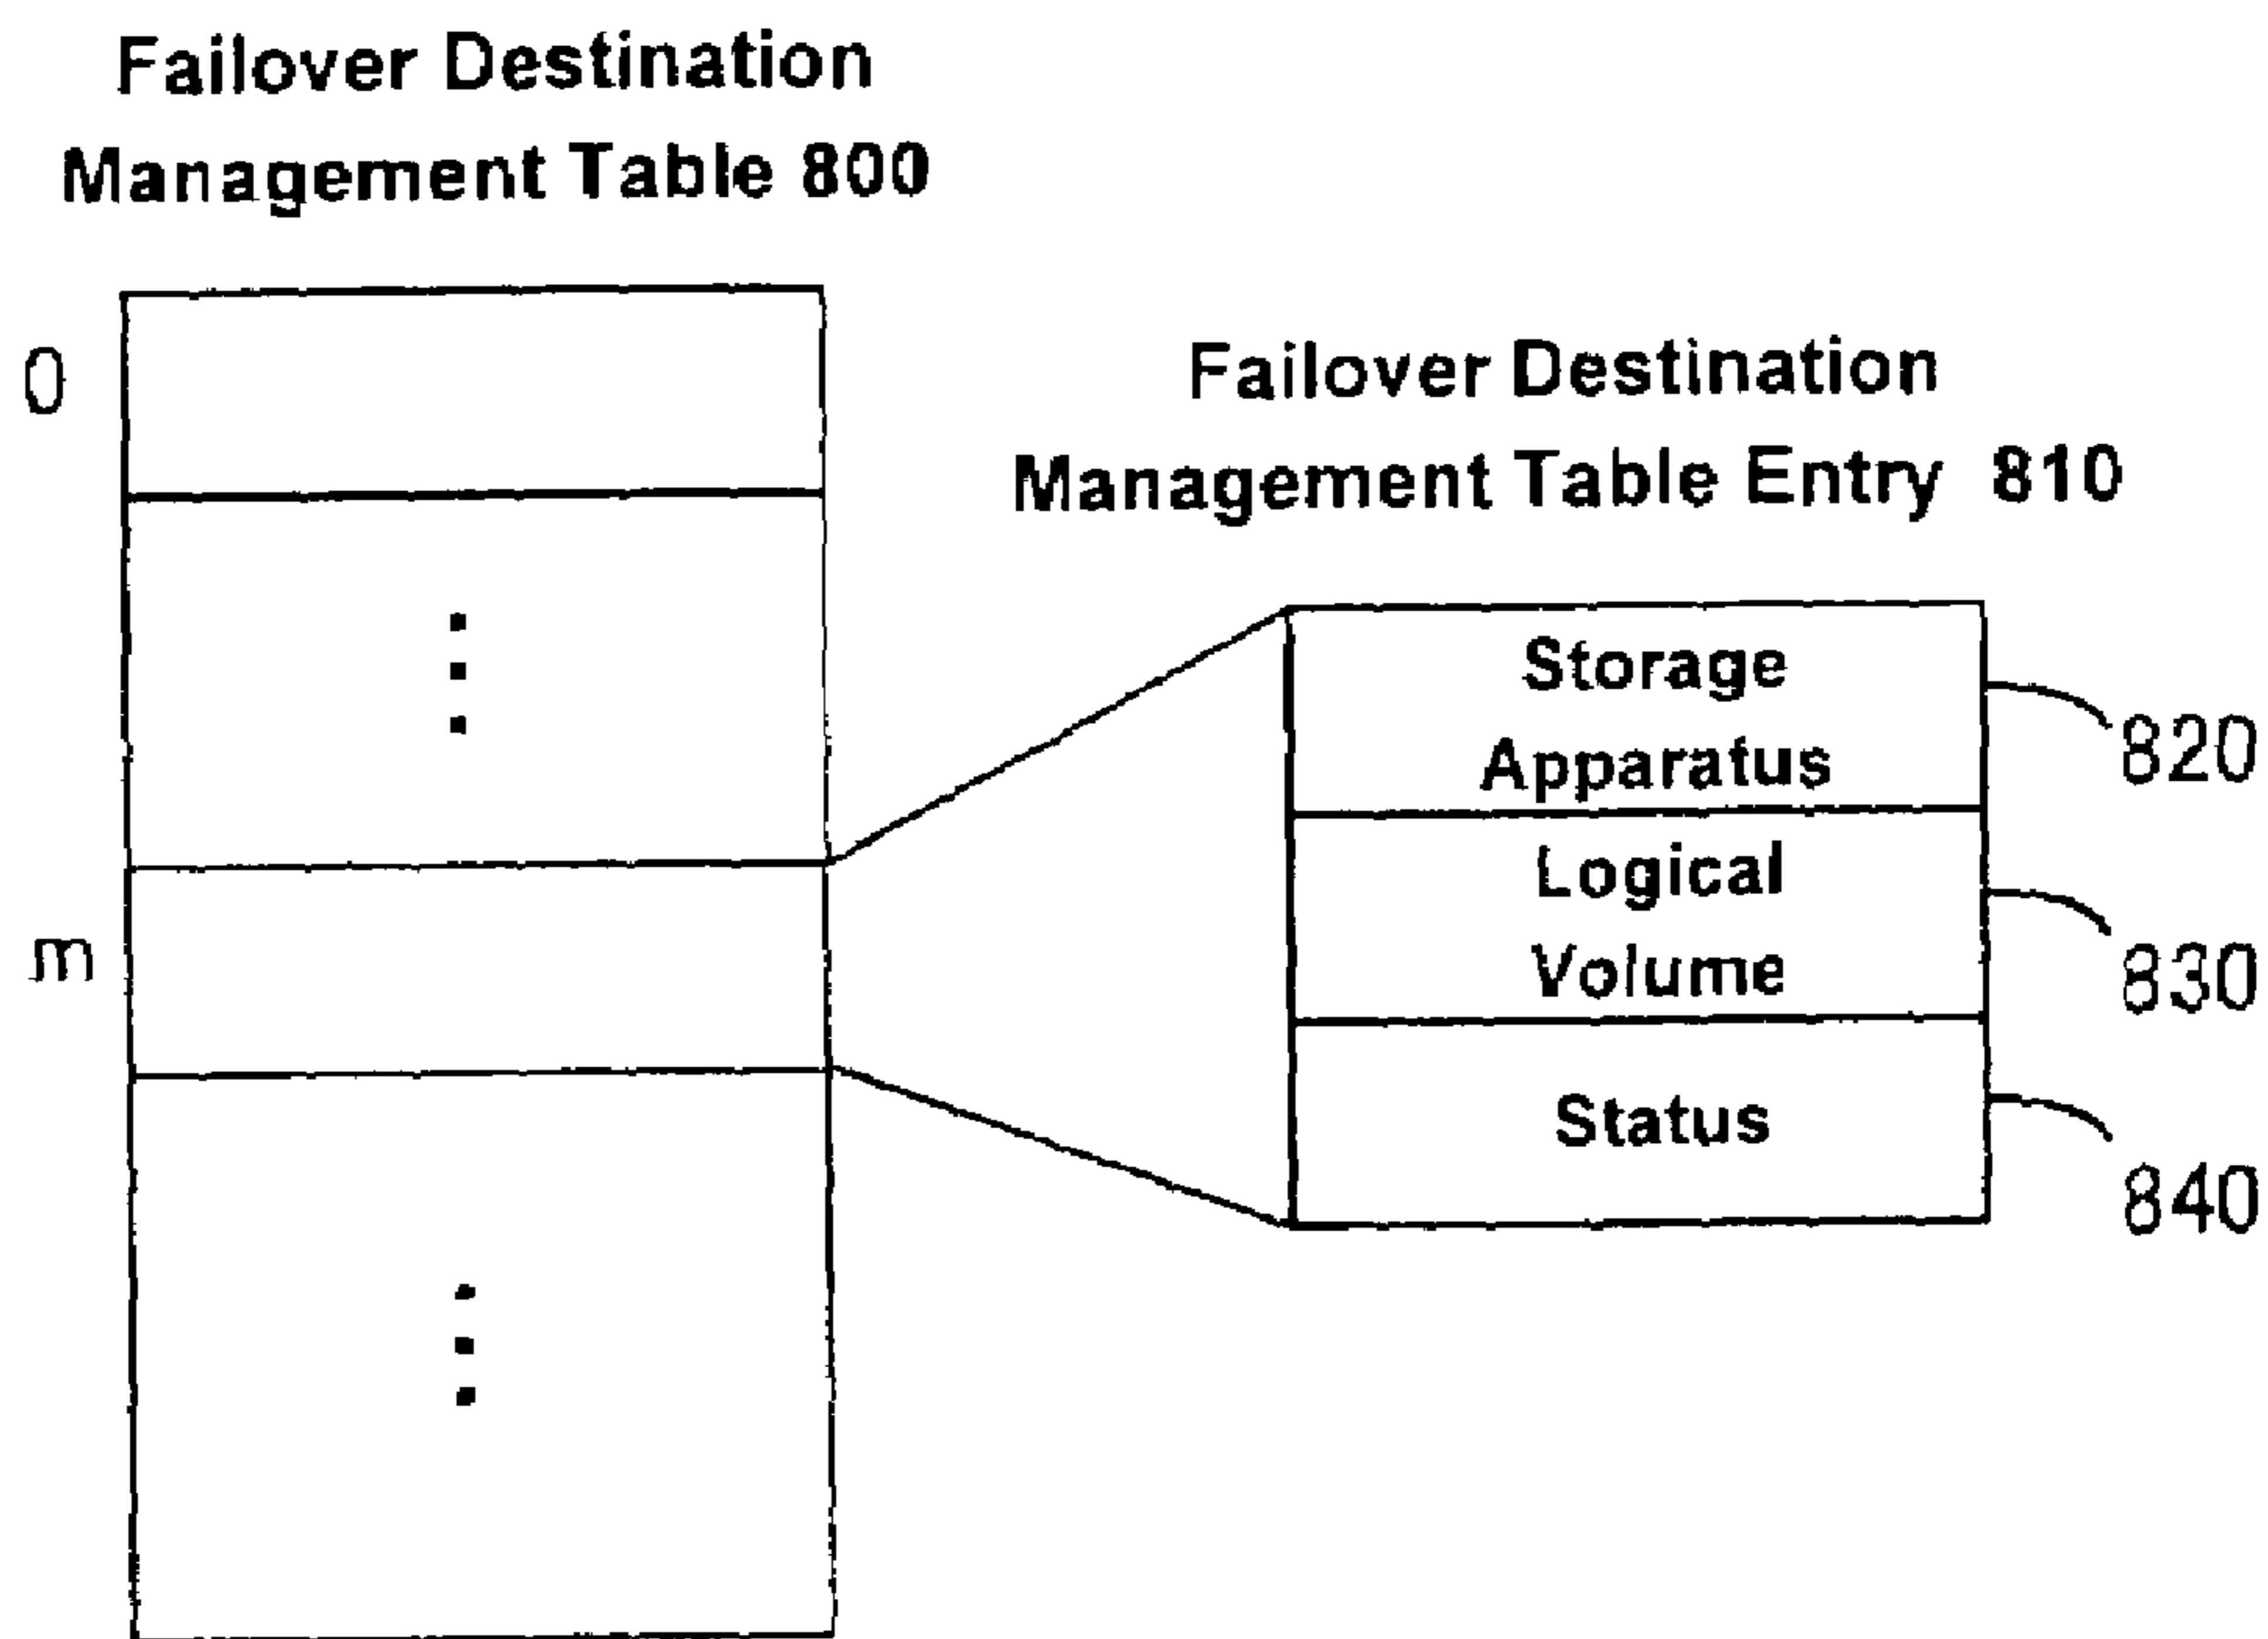 Failover Destination
Management Table 800
0
Failover Destination
Management Table Entry 810
Storage
Apparatus
820
Logical
Volume
830
m
Status
840